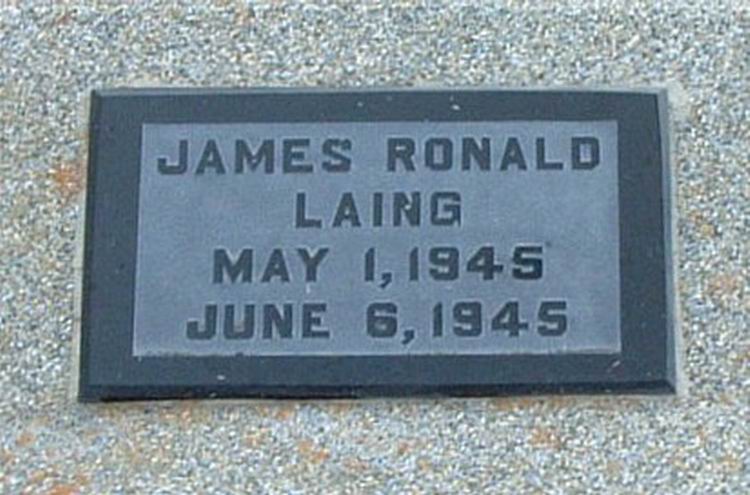 JAMES RONALD
LAING
MAY 1, 1945
JUNE 6, 1945